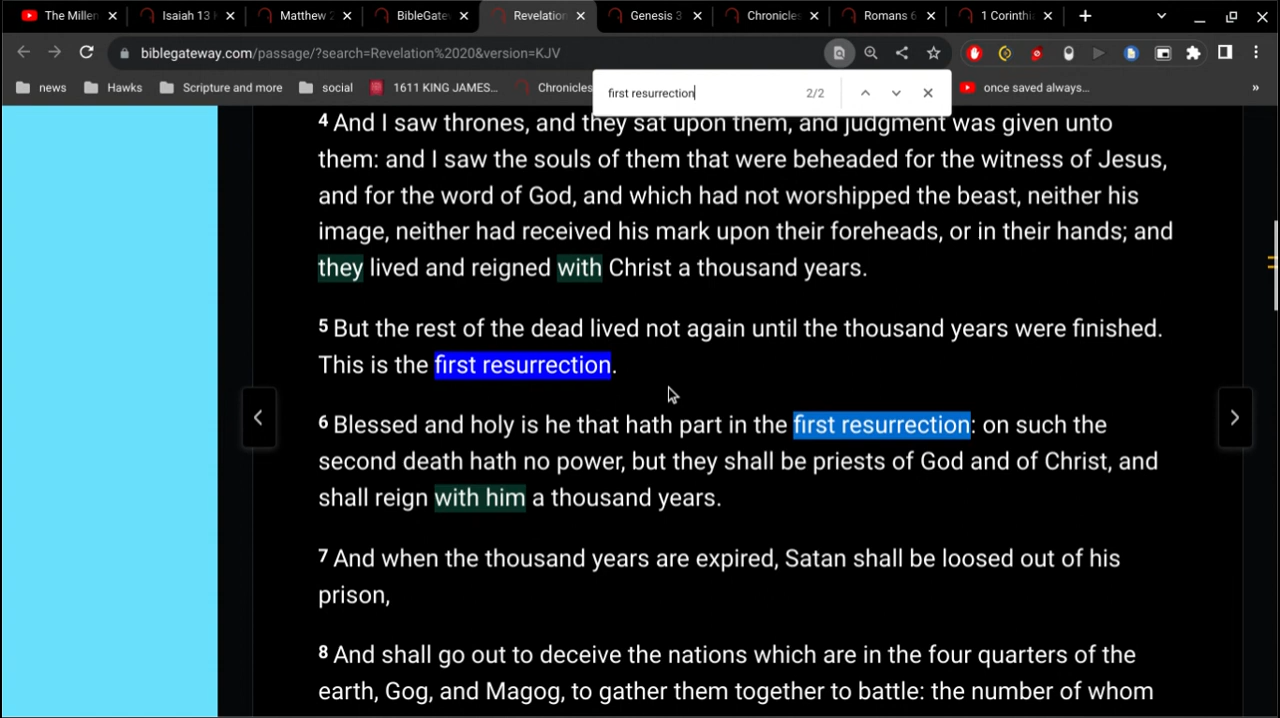 The Millen
Isaiah 13
Matthew 2
BibleGate
Revelation
Genesis 3
Chronicles
Romans 6
1 Corinthi
biblegateway.com/passage/?search=Revelation%2020&version=KJV
news
Hawks
Scripture and more
social
1611 KING JAMES...
Chronicles
once saved always...
»
first resurrection
2/2
4 And I saw thrones, and they sat upon them, and judgment was given unto
them: and I saw the souls of them that were beheaded for the witness of Jesus,
and for the word of God, and which had not worshipped the beast, neither his
image, neither had received his mark upon their foreheads, or in their hands; and
they lived and reigned with Christ a thousand years.
5 But the rest of the dead lived not again until the thousand years were finished.
This is the first resurrection.
6 Blessed and holy is he that hath part in the first resurrection: on such the
second death hath no power, but they shall be priests of God and of Christ, and
shall reign with him a thousand years.
7 And when the thousand years are expired, Satan shall be loosed out of his
prison,
8 And shall go out to deceive the nations which are in the four quarters of the
earth, Gog, and Magog, to gather them together to battle: the number of whom